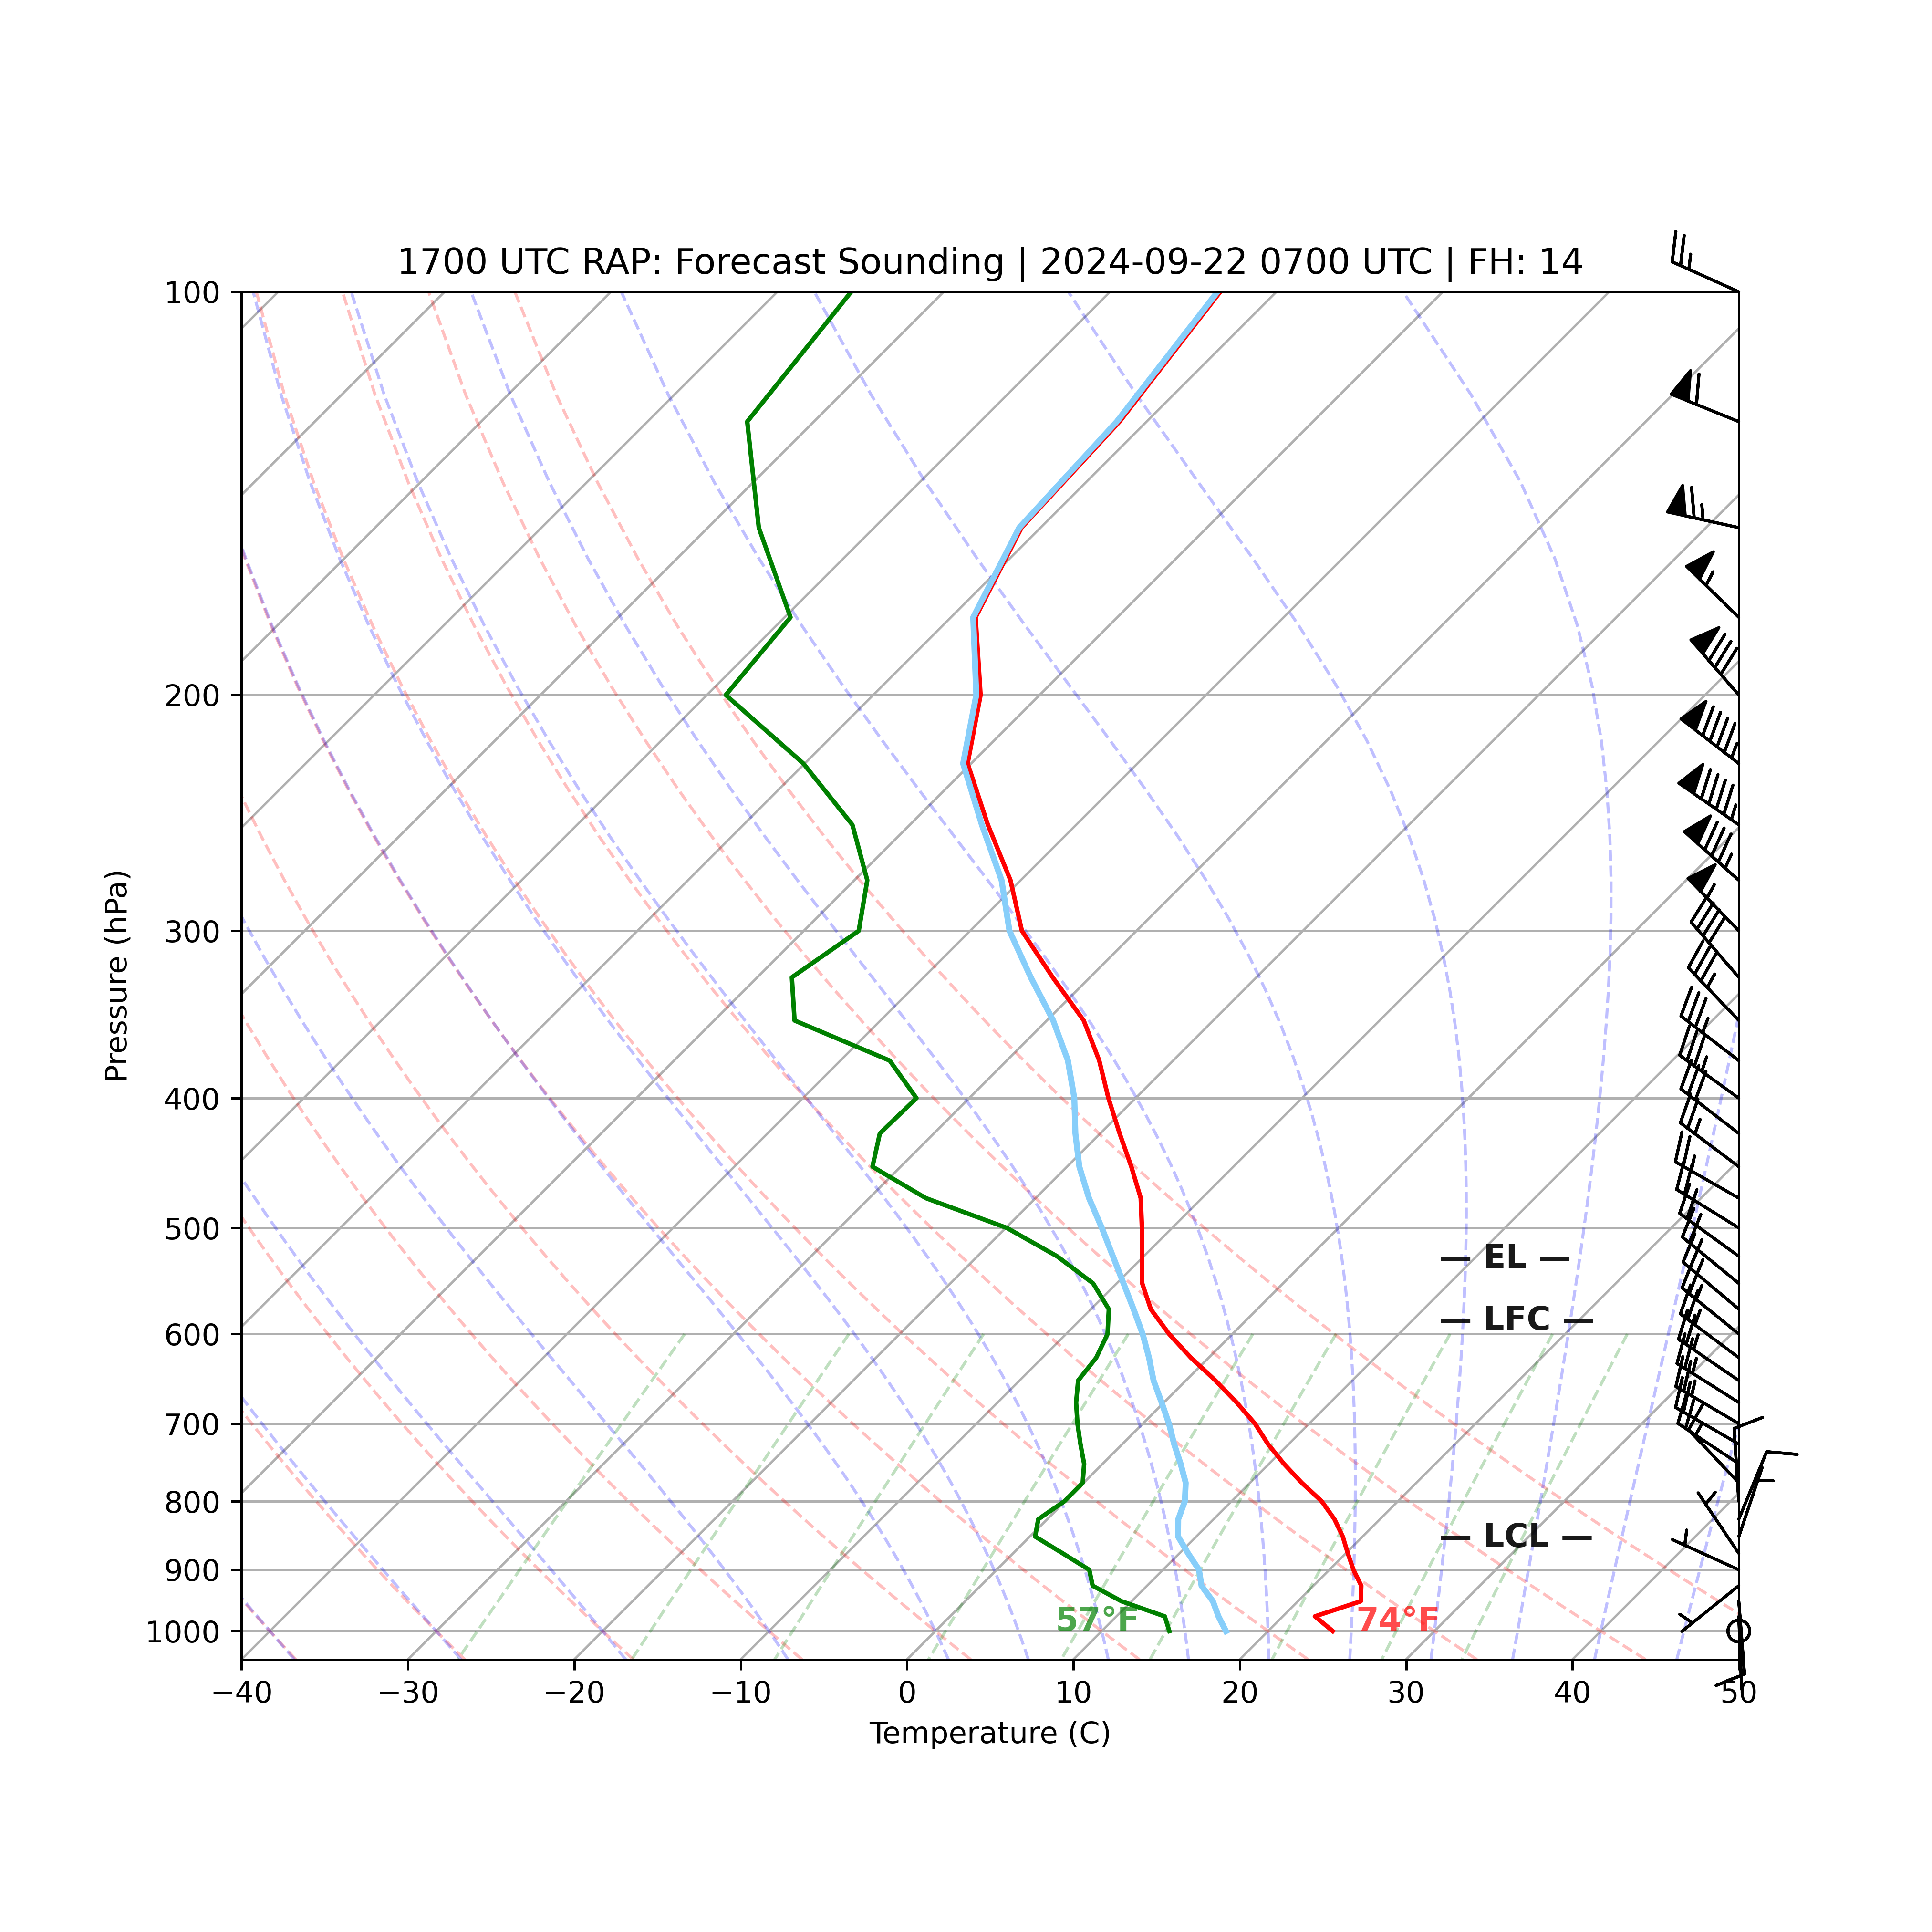 1700 UTC RAP: Forecast Sounding | 2024-09-22 0700 UTC | FH: 14
100
200
300
400
500
600
700
800
900
1000
Pressure (hPa)
— EL —
— LFC —
— LCL —
57°F
74°F
−40 −30 −20 −10 0 10 20 30 40 50
Temperature (C)